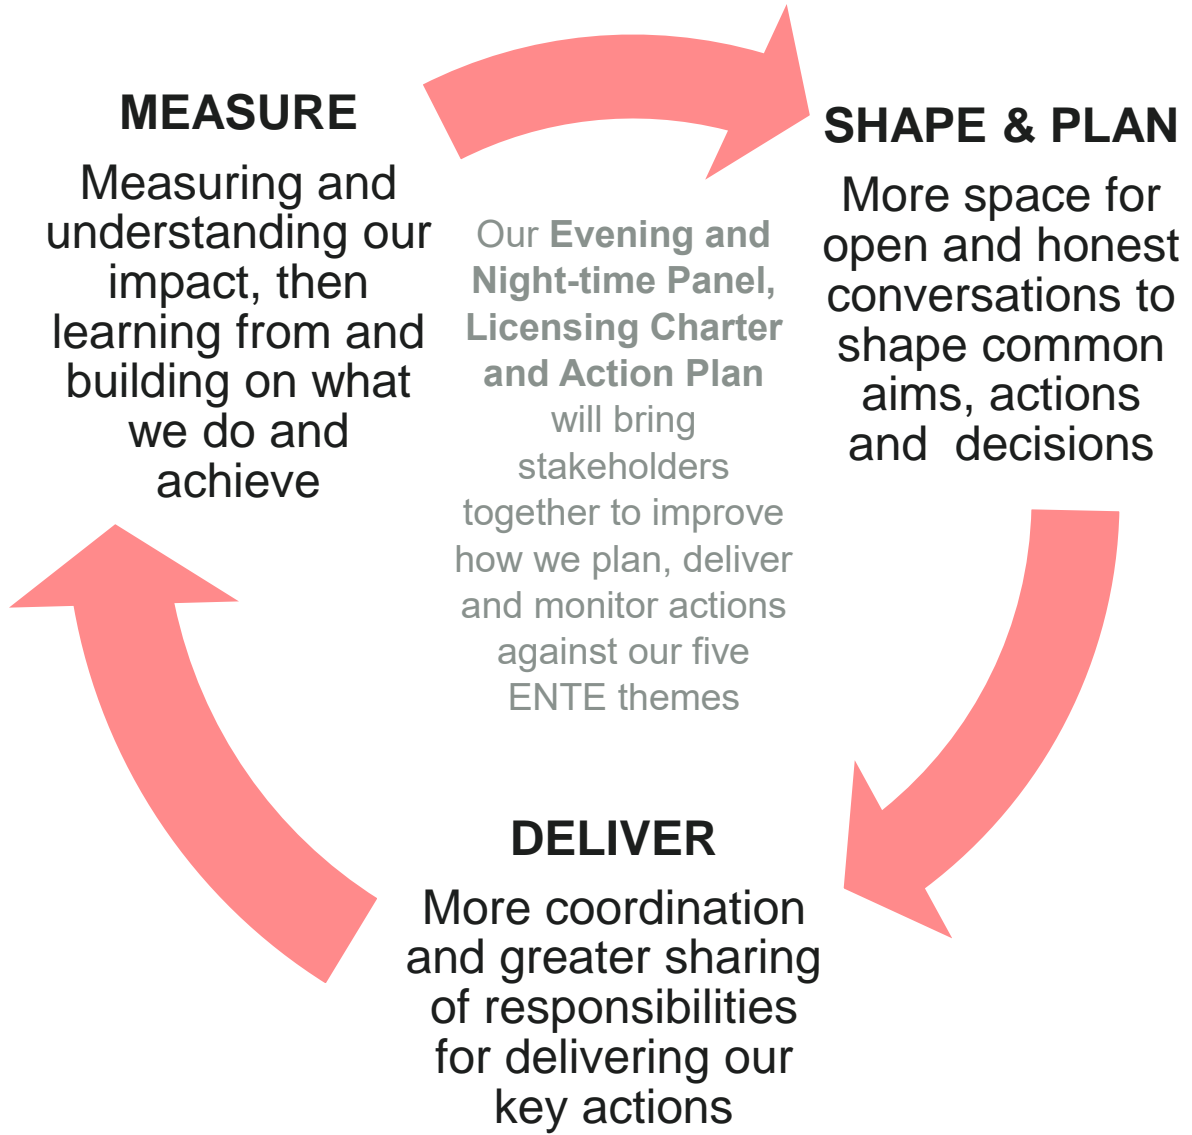 MEASURE
Measuring and
understanding our
impact, then
learning from and
building on what
we do and
achieve
SHAPE & PLAN
More space for
open and honest
conversations to
shape common
aims, actions
and  decisions
Our Evening and
Night-time Panel,
Licensing Charter
and Action Plan
will bring
stakeholders
together to improve
how we plan, deliver
and monitor actions
against our five
ENTE themes
DELIVER
More coordination
and greater sharing
of responsibilities
for delivering our
key actions